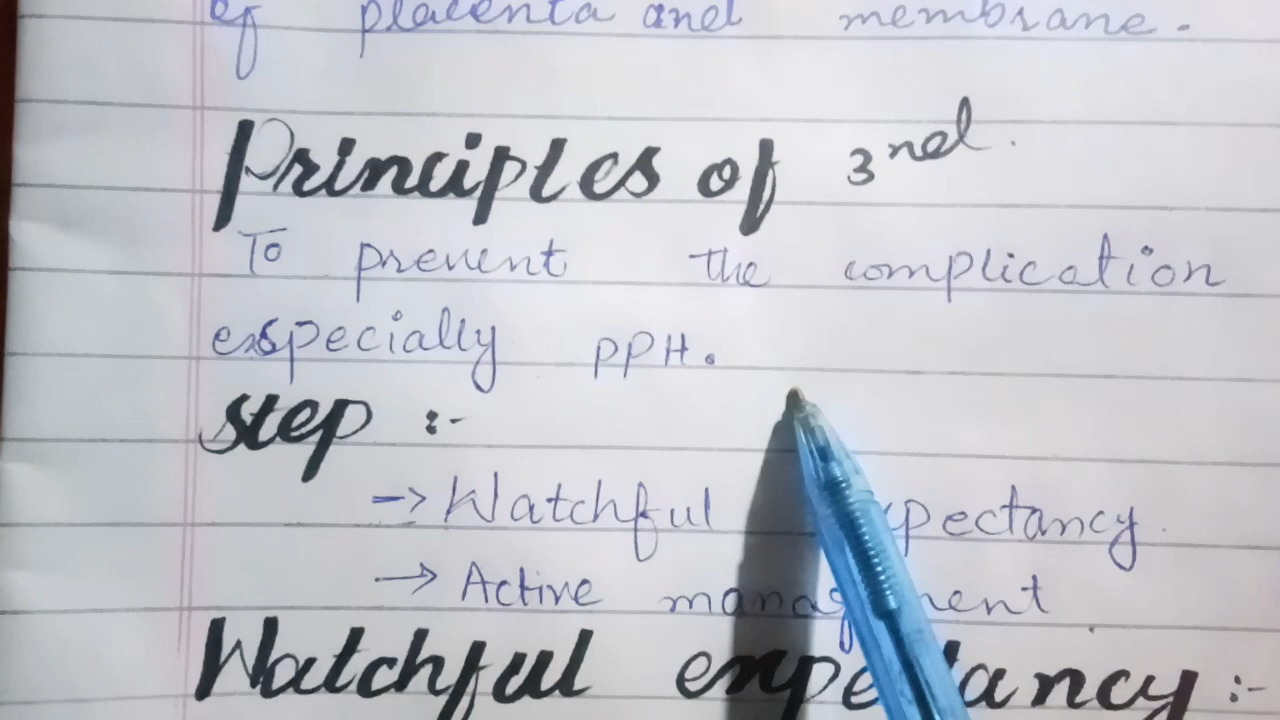 of placenta and membrane.
Principles of 3nd.
To prevent the complication
especially PPH.
Step :-
-> Watchful expectancy.
-> Active management
Watchful expectancy :-